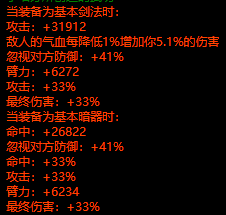 当装备为基本剑法时:
攻击:+31912
敌人的气血每降低1%增加你5.1%的伤害
忽视对方防御:+41%
臂力:+6272
攻击:+33%
最终伤害:+33%
当装备为基本暗器时:
命中:+26822
忽视对方防御:+41%
命中:+33%
攻击:+33%
臂力:+6234
最终伤害:+33%